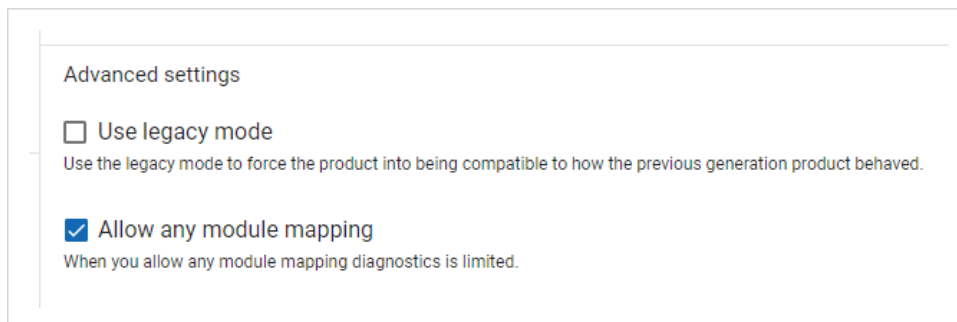 Advanced settings
Use legacy mode
Use the legacy mode to force the product into being compatible to how the previous generation product behaved.
Allow any module mapping
When you allow any module mapping diagnostics is limited.